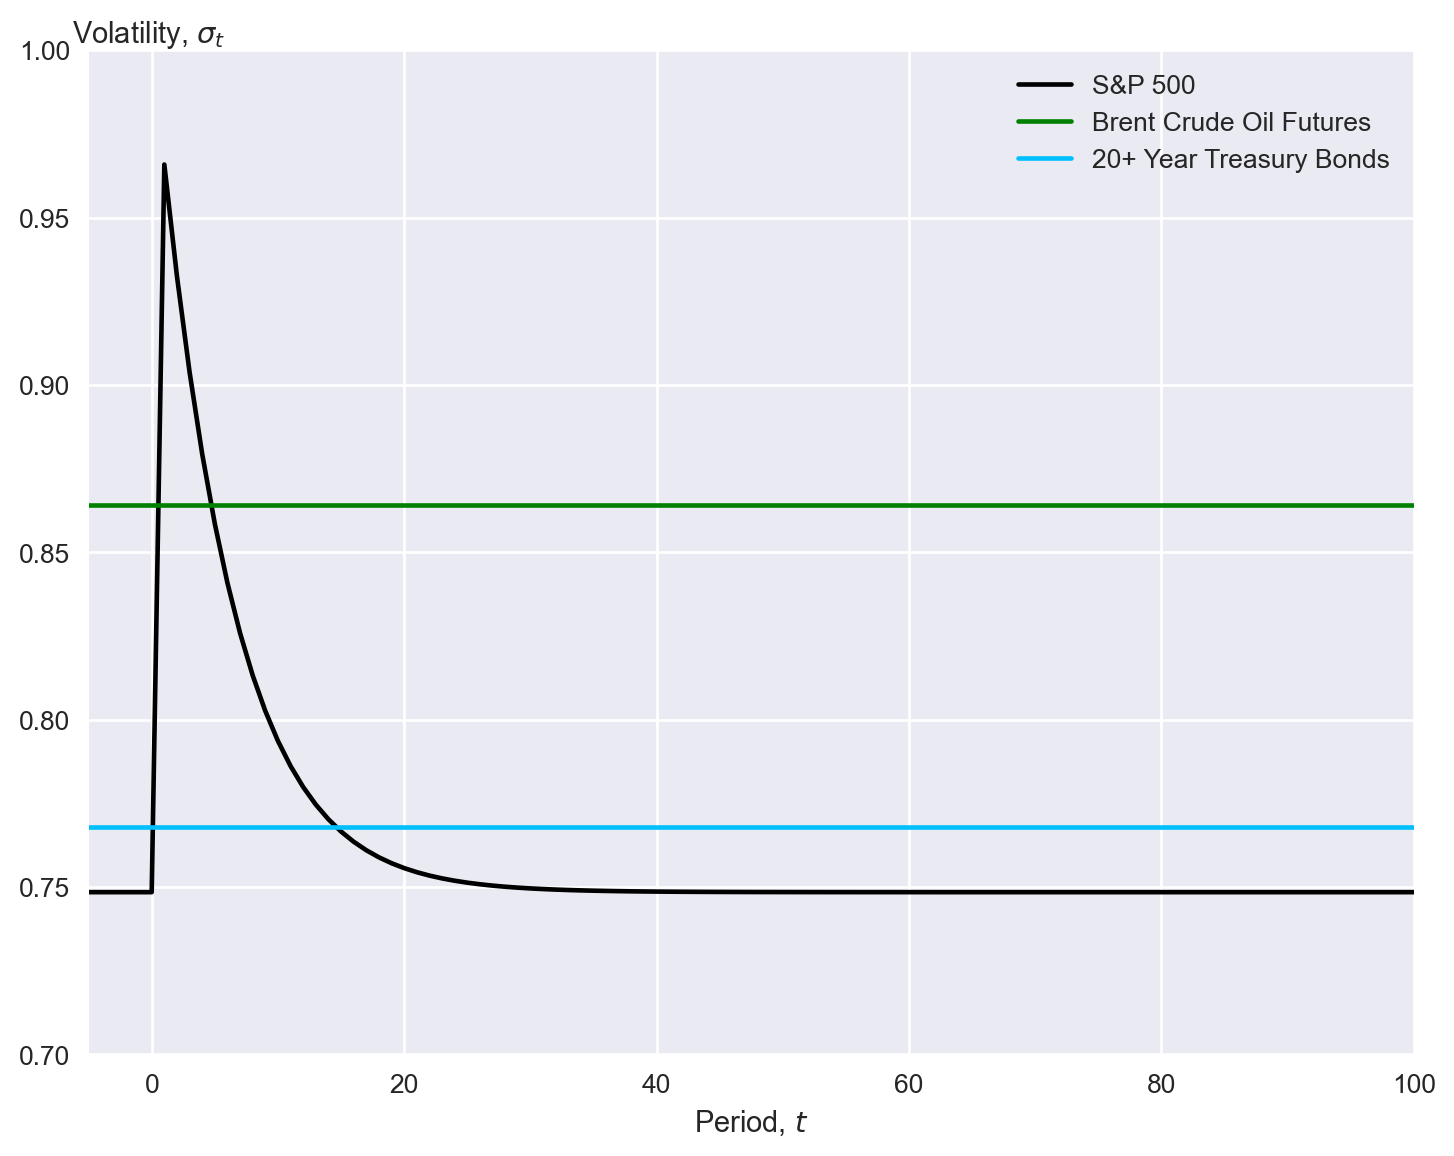 Volatility, σt
1.00
0.95
0.90
0.85
0.80
0.75
0.70
S&P 500
Brent Crude Oil Futures
20+ Year Treasury Bonds
0 20 40 60 80 100
Period, t